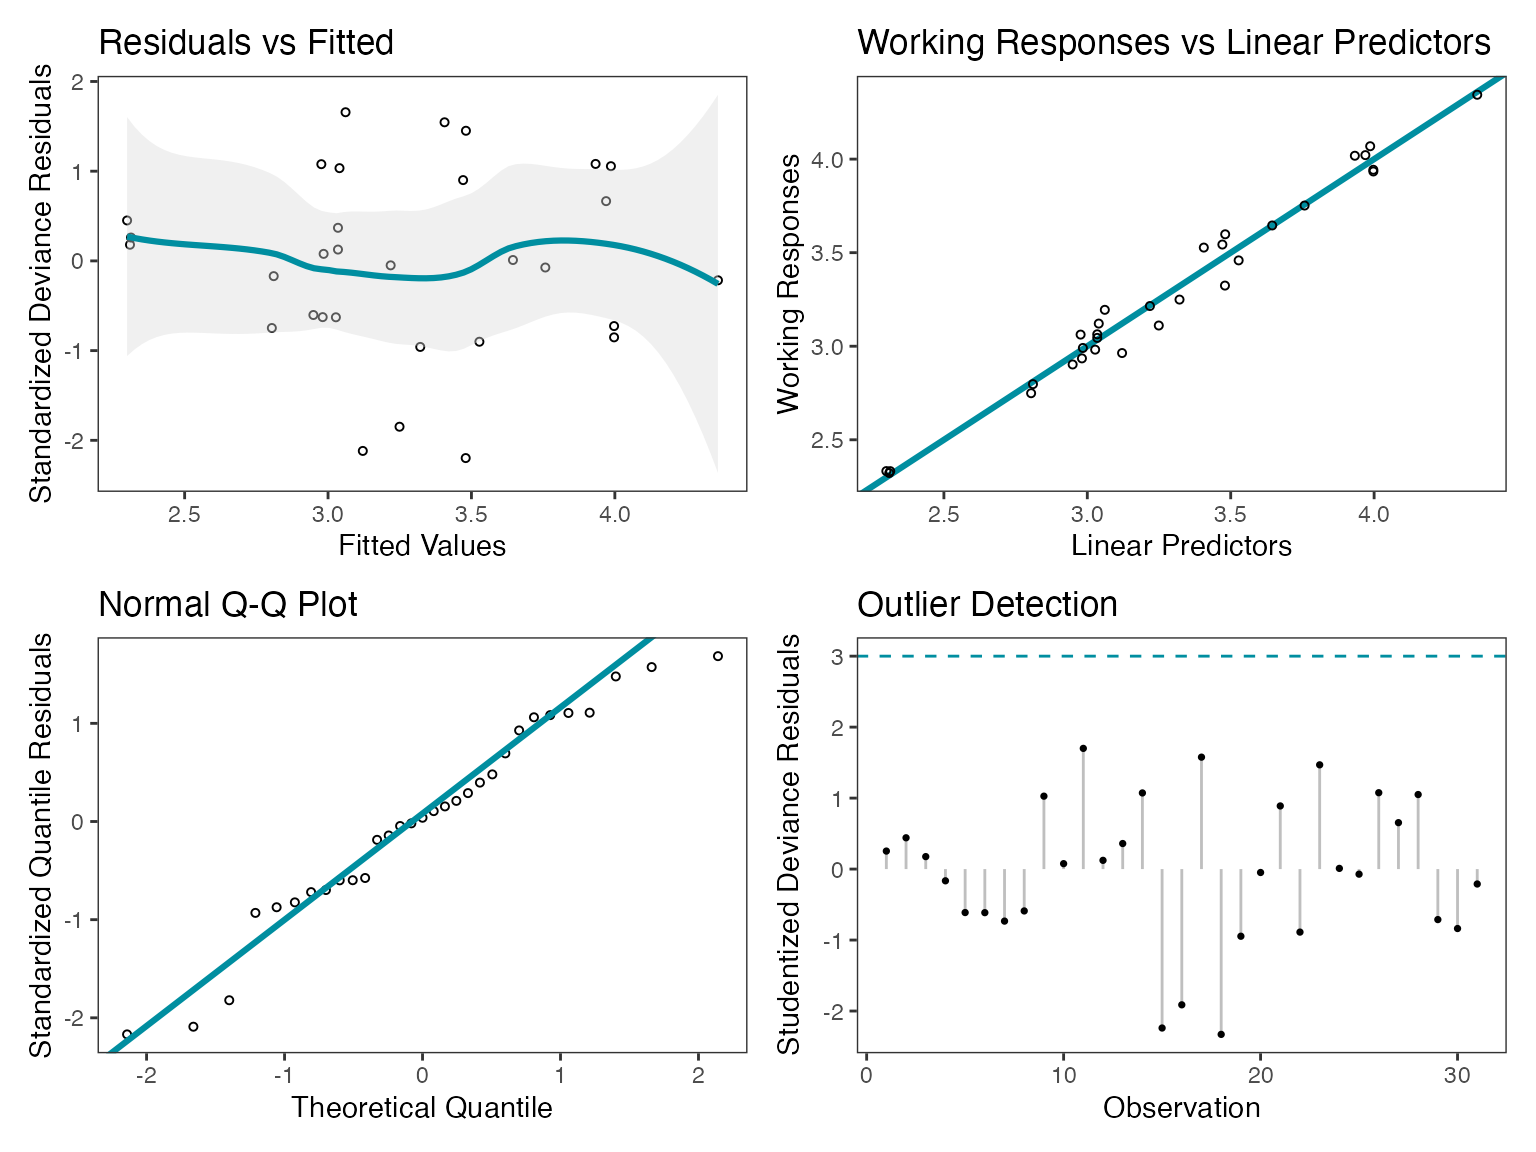 Residuals vs Fitted
Standardized Deviance Residuals
2
1
0
-1
-2
2.5 3.0 3.5 4.0
Fitted Values
Working Responses vs Linear Predictors
Working Responses
4.0
3.5
3.0
2.5
2.5 3.0 3.5 4.0
Linear Predictors
Normal Q-Q Plot
Standardized Quantile Residuals
1
0
-1
-2
-2 -1 0 1 2
Theoretical Quantile
Outlier Detection
Studentized Deviance Residuals
3
2
1
0
-1
-2
0 10 20 30
Observation